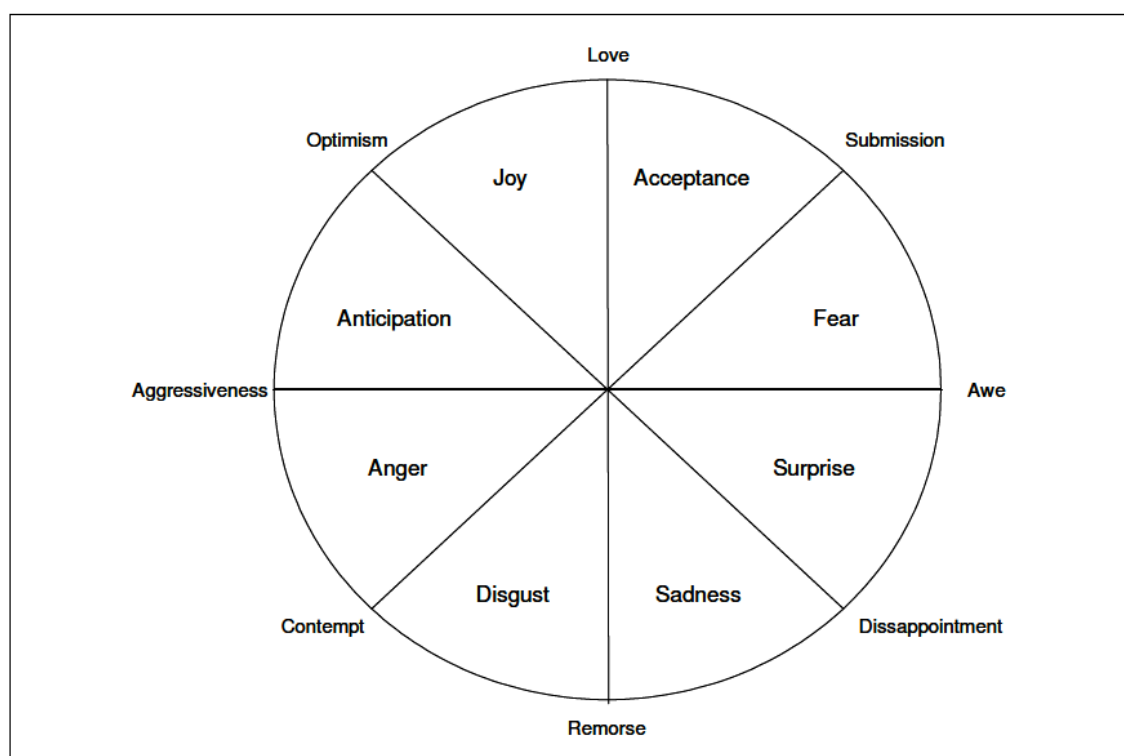 Love
Optimism
Submission
Joy
Acceptance
Anticipation
Fear
Aggressiveness
Awe
Anger
Surprise
Disgust
Sadness
Contempt
Dissappointment
Remorse